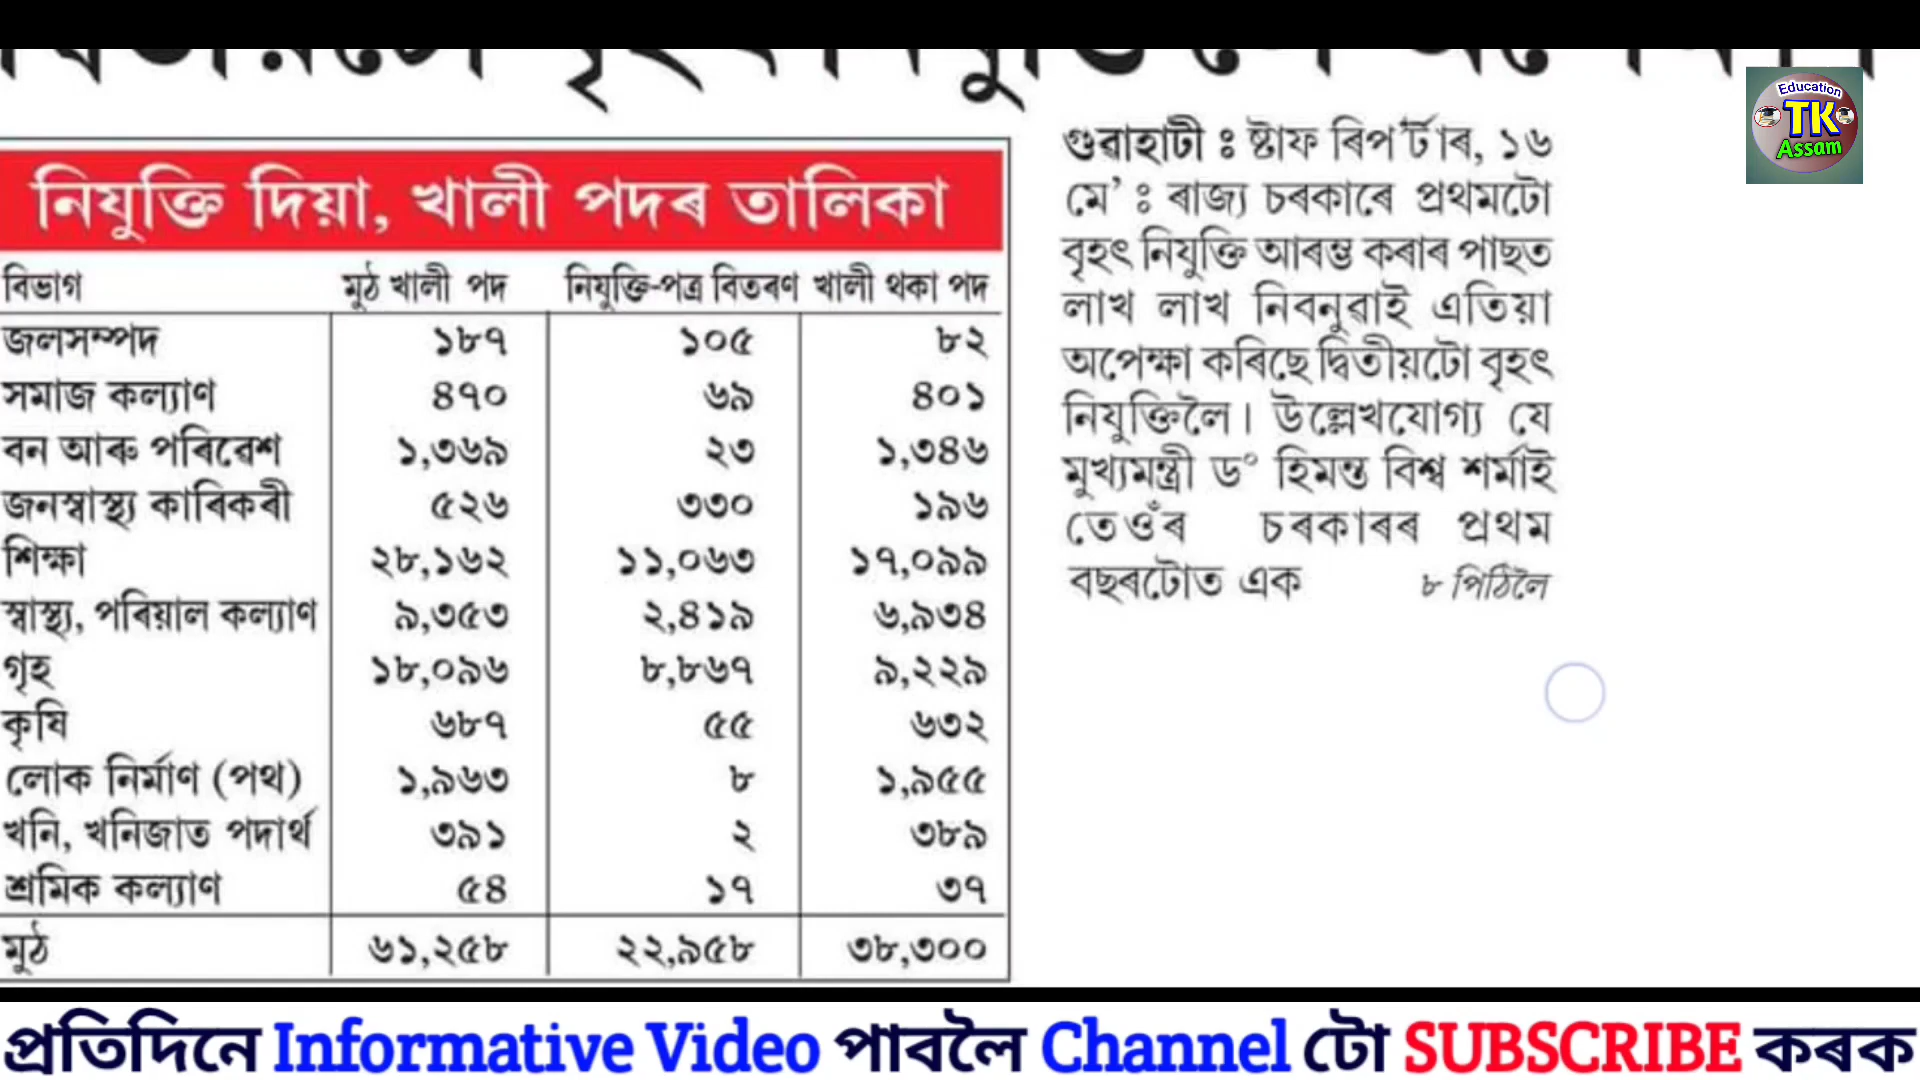 Education
TK
Assam
নিযুক্তি দিয়া, খালী পদৰ তালিকা
বিভাগ মুঠ খালী পদ নিযুক্তি-পত্ৰ বিতৰণ খালী থকা পদ
জলসম্পদ ১৮৭ ১০৫ ৮২
সমাজ কল্যাণ ৪৭০ ৬৯ ৪০১
বন আৰু পৰিৱেশ ১,৩৬৯ ২৩ ১,৩৪৬
জনস্বাস্থ্য কাৰিকৰী ৫২৬ ৩৩০ ১৯৬
শিক্ষা ২৮,১৬২ ১১,০৬৩ ১৭,০৯৯
স্বাস্থ্য, পৰিয়াল কল্যাণ ৯,৩৫৩ ২,৪১৯ ৬,৯৩৪
গৃহ ১৮,০৯৬ ৮,৮৬৭ ৯,২২৯
কৃষি ৬৮৭ ৫৫ ৬৩২
লোক নিৰ্মাণ (পথ) ১,৯৬৩ ৮ ১,৯৫৫
খনি, খনিজাত পদাৰ্থ ৩৯১ ২ ৩৮৯
শ্ৰমিক কল্যাণ ৫৪ ১৭ ৩৭
মুঠ ৬১,২৫৮ ২২,৯৫৮ ৩৮,৩০০
গুৱাহাটী ঃ ষ্টাফ ৰিপ'ৰ্টাৰ, ১৬
মে’ ঃ ৰাজ্য চৰকাৰে প্ৰথমটো
বৃহৎ নিযুক্তি আৰম্ভ কৰাৰ পাছত
লাখ লাখ নিবনুৱাই এতিয়া
অপেক্ষা কৰিছে দ্বিতীয়টো বৃহৎ
নিযুক্তিলৈ। উল্লেখযোগ্য যে
মুখ্যমন্ত্ৰী ড° হিমন্ত বিশ্ব শৰ্মাই
তেওঁৰ চৰকাৰৰ প্ৰথম
বছৰটোত এক ৮ পিঠিলৈ
প্ৰতিদিনে Informative Video পাবলৈ Channel টো SUBSCRIBE কৰক